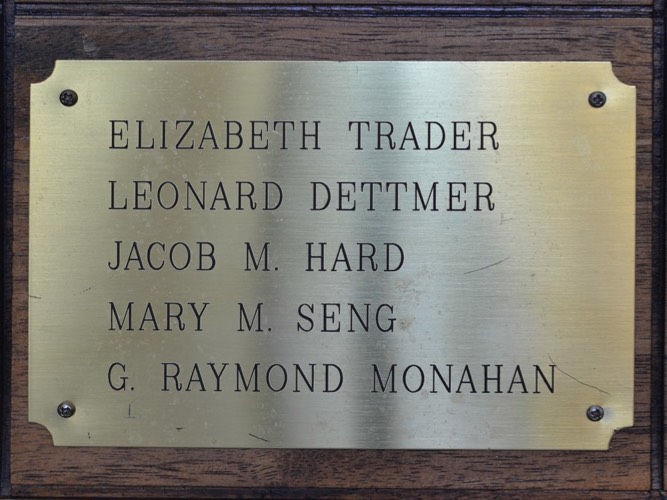 ELIZABETH TRADER
LEONARD DETTMER
JACOB M. HARD
MARY M. SENG
G. RAYMOND MONAHAN